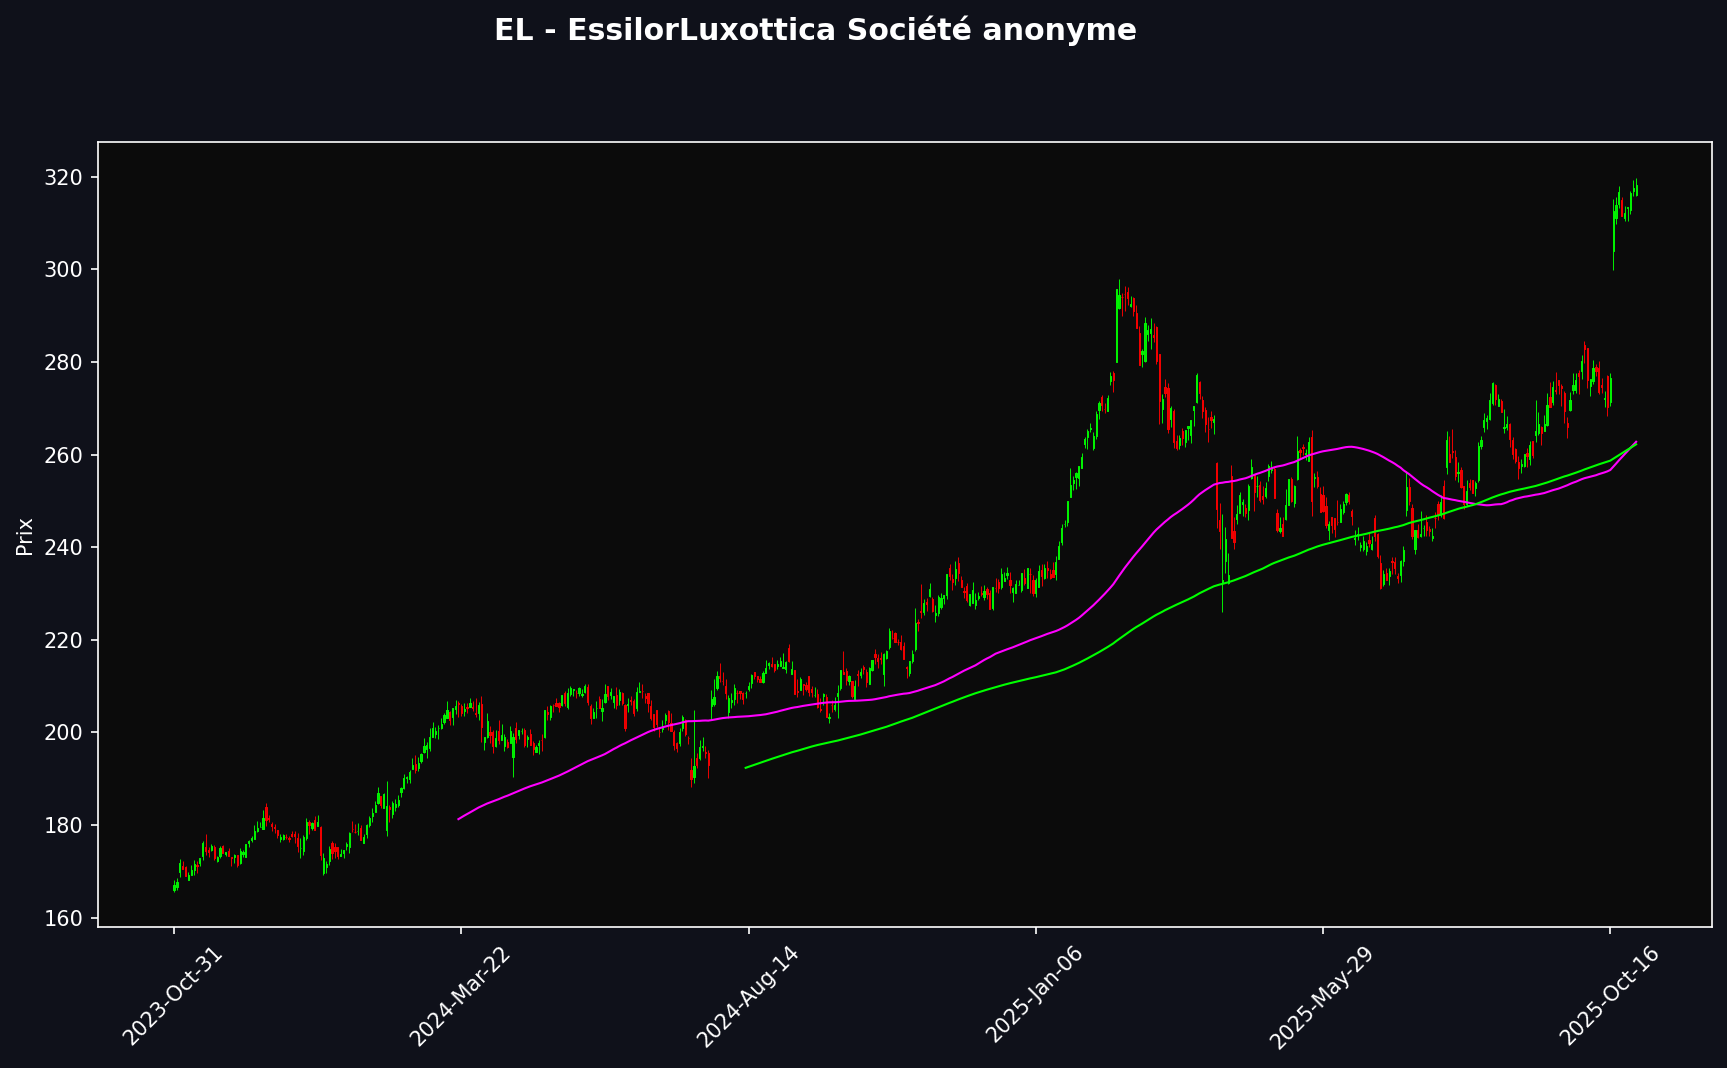 EL - EssilorLuxottica Société anonyme
320
300
280
260
240
220
200
180
160
Prix
2023-Oct-31
2024-Mar-22
2024-Aug-14
2025-Jan-06
2025-May-29
2025-Oct-16